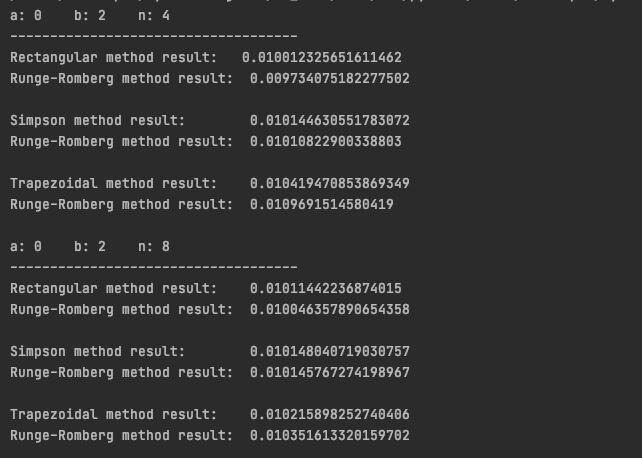 a: 0    b: 2    n: 4
------------------------------------
Rectangular method result:   0.010012325651611462
Runge-Romberg method result:  0.009734075182277502
Simpson method result:        0.010144630551783072
Runge-Romberg method result:  0.01010822900338803
Trapezoidal method result:    0.010419470853869349
Runge-Romberg method result:  0.0109691514580419
a: 0    b: 2    n: 8
------------------------------------
Rectangular method result:    0.01011442236874015
Runge-Romberg method result:  0.010046357890654358
Simpson method result:        0.010148040719030757
Runge-Romberg method result:  0.010145767274198967
Trapezoidal method result:    0.010215898252740406
Runge-Romberg method result:  0.010351613320159702